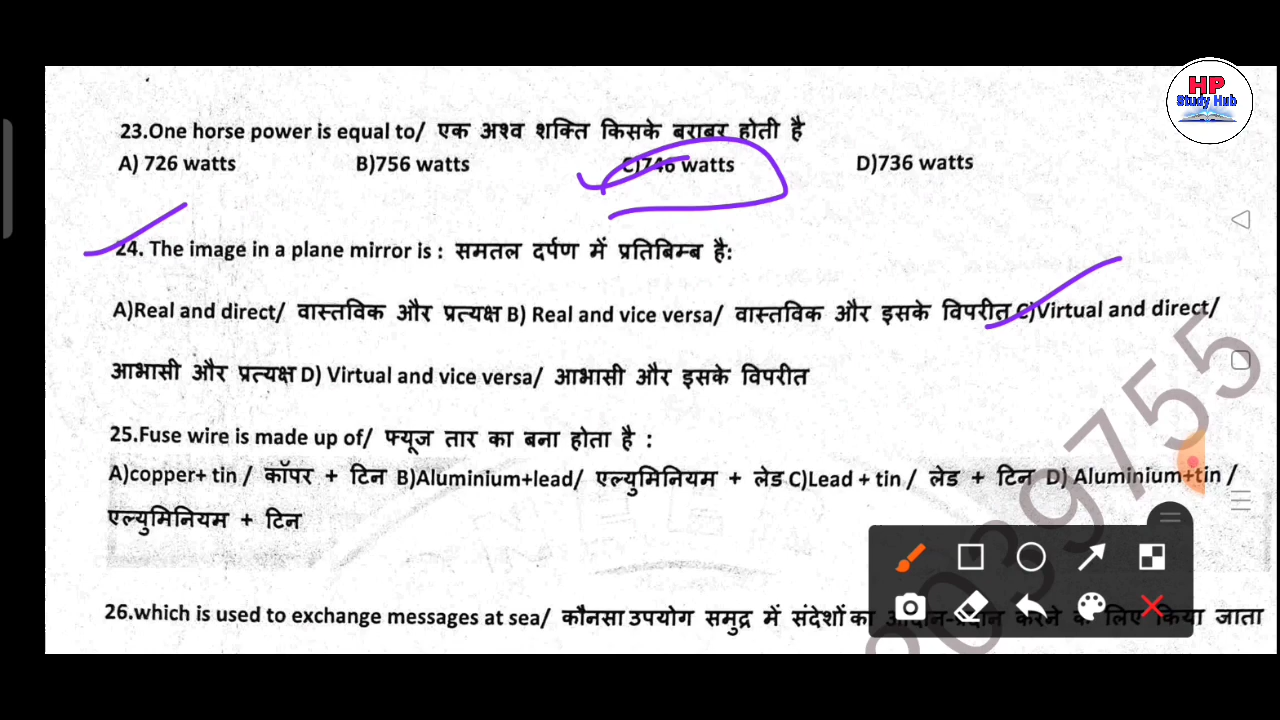 HP
Study Hub
23.One horse power is equal to/ एक अश्व शक्ति किसके बराबर होती है
A) 726 watts B)756 watts C)746 watts D)736 watts
24. The image in a plane mirror is : समतल दर्पण में प्रतिबिम्ब है:
A)Real and direct/ वास्तविक और प्रत्यक्ष B) Real and vice versa/ वास्तविक और इसके विपरीत C)Virtual and direct/
आभासी और प्रत्यक्ष D) Virtual and vice versa/ आभासी और इसके विपरीत
25.Fuse wire is made up of/ फ्यूज तार का बना होता है :
A)copper+ tin / कॉपर + टिन B)Aluminium+lead/ एल्युमिनियम + लेड C)Lead + tin / लेड + टिन D) Aluminium+tin /
एल्युमिनियम + टिन
26.which is used to exchange messages at sea/ कौनसा उपयोग समुद्र में संदेशों का आदान-प्रदान करने के लिए किया जाता